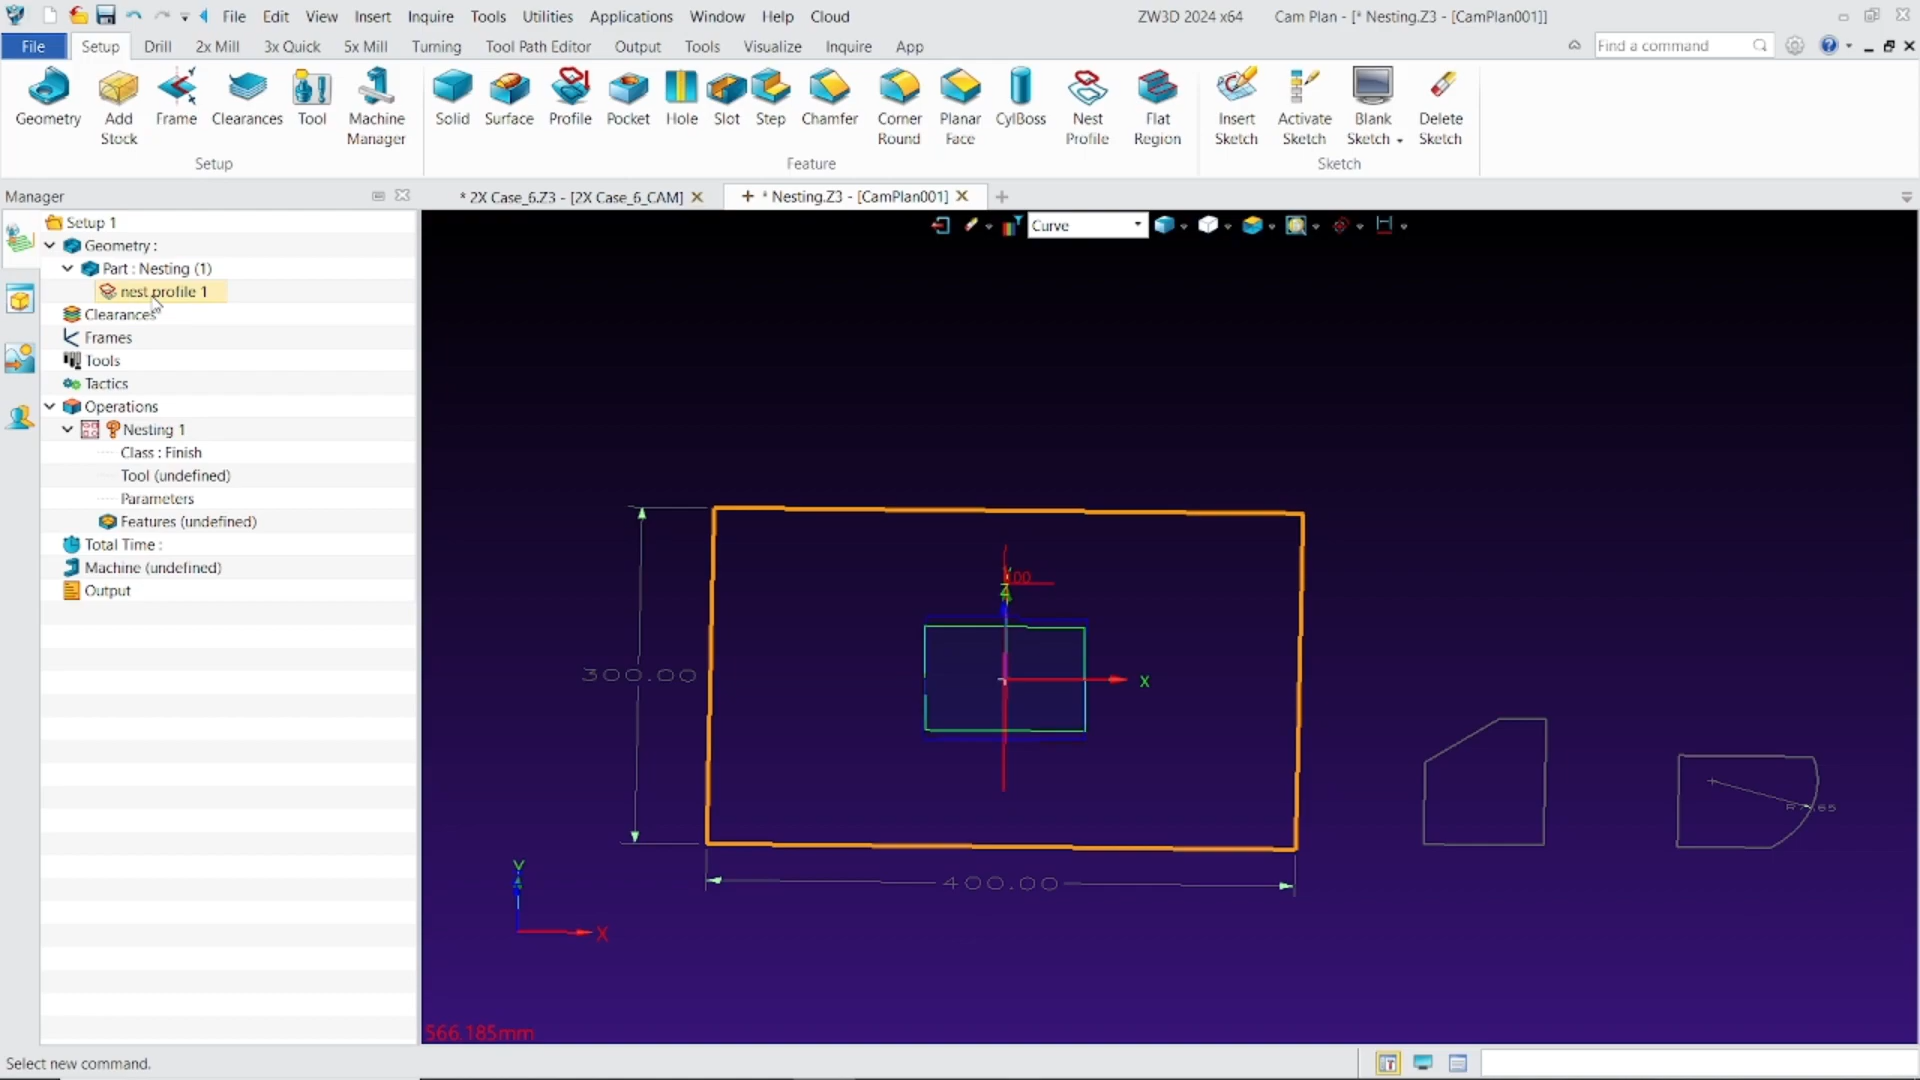 File Edit View Insert Inquire Tools Utilities Applications Window Help Cloud ZW3D 2024 x64 Cam Plan - [* Nesting.Z3 - [CamPlan001]]
File Setup Drill 2x Mill 3x Quick 5x Mill Turning Tool Path Editor Output Tools Visualize Inquire App Find a command
Geometry Add Stock Frame Clearances Tool Machine Manager Solid Surface Profile Pocket Hole Slot Step Chamfer Corner Round Planar Face CylBoss Nest Profile Flat Region Insert Sketch Activate Sketch Blank Sketch Delete Sketch
Setup Feature Sketch
Manager * 2X Case_6.Z3 - [2X Case_6_CAM] * Nesting.Z3 - [CamPlan001]
Setup 1
Curve
Geometry :
Part : Nesting (1)
nest profile 1
Clearances
Frames
Tools
Tactics
Operations
Nesting 1
Class : Finish
Tool (undefined)
Parameters
Features (undefined)
Total Time :
Machine (undefined)
Output
300.00
X
400.00
Y
X
566.185mm
Select new command.